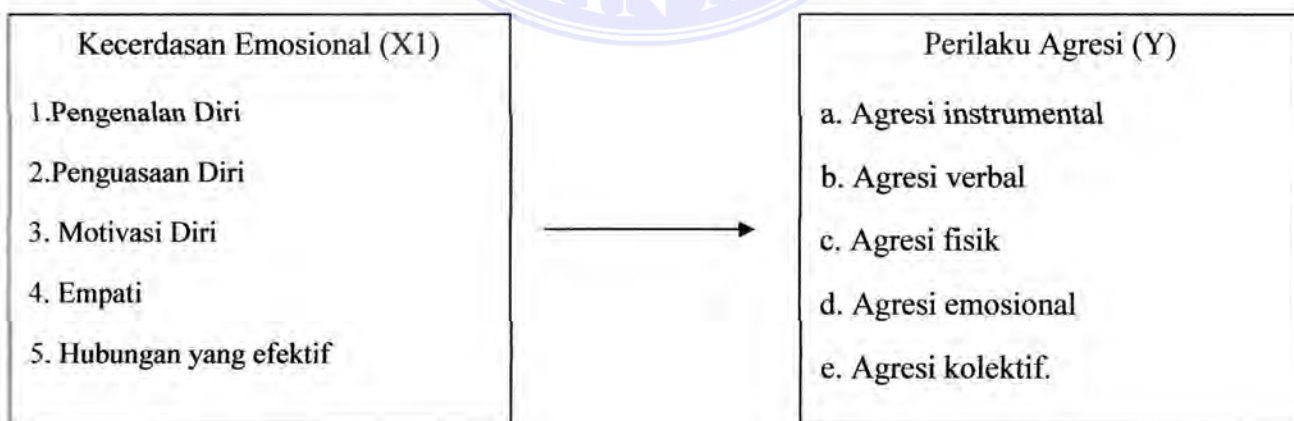 Kecerdasan Emosional (X1)
1.Pengenalan Diri
2.Penguasaan Diri
3. Motivasi Diri
4. Empati
5. Hubungan yang efektif
Perilaku Agresi (Y)
a. Agresi instrumental
b. Agresi verbal
c. Agresi fisik
d. Agresi emosional
e. Agresi kolektif.